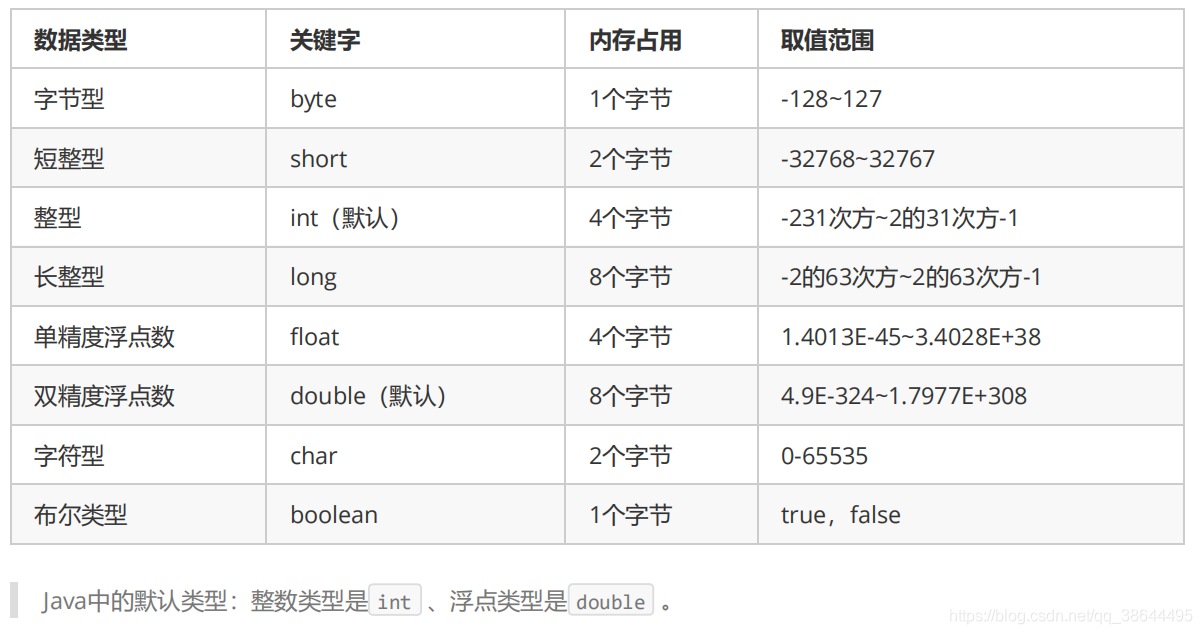 数据类型 关键字 内存占用 取值范围
字节型 byte 1个字节 -128~127
短整型 short 2个字节 -32768~32767
整型 int（默认） 4个字节 -231次方~2的31次方-1
长整型 long 8个字节 -2的63次方~2的63次方-1
单精度浮点数 float 4个字节 1.4013E-45~3.4028E+38
双精度浮点数 double（默认） 8个字节 4.9E-324~1.7977E+308
字符型 char 2个字节 0-65535
布尔类型 boolean 1个字节 true，false
Java中的默认类型：整数类型是 int 、浮点类型是 double 。
https://blog.csdn.net/qq_38644495